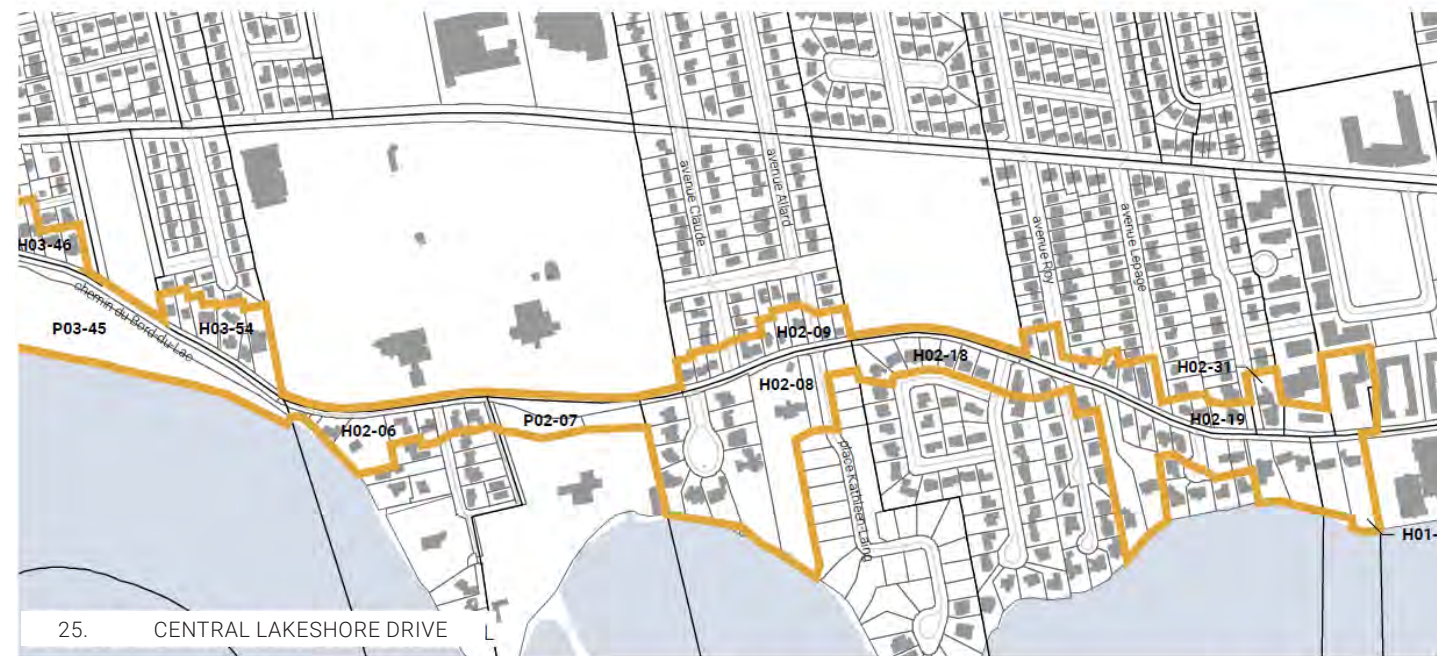 avenue Claude
avenue Allard
avenue Roy
avenue Lepage
H03-46
chemin du Bord-du-Lac
P03-45
H03-54
H02-09
H02-18
H02-31
H02-08
H02-06
P02-07
H02-19
place Kathleen-Laing
H01-
25. CENTRAL LAKESHORE DRIVE L